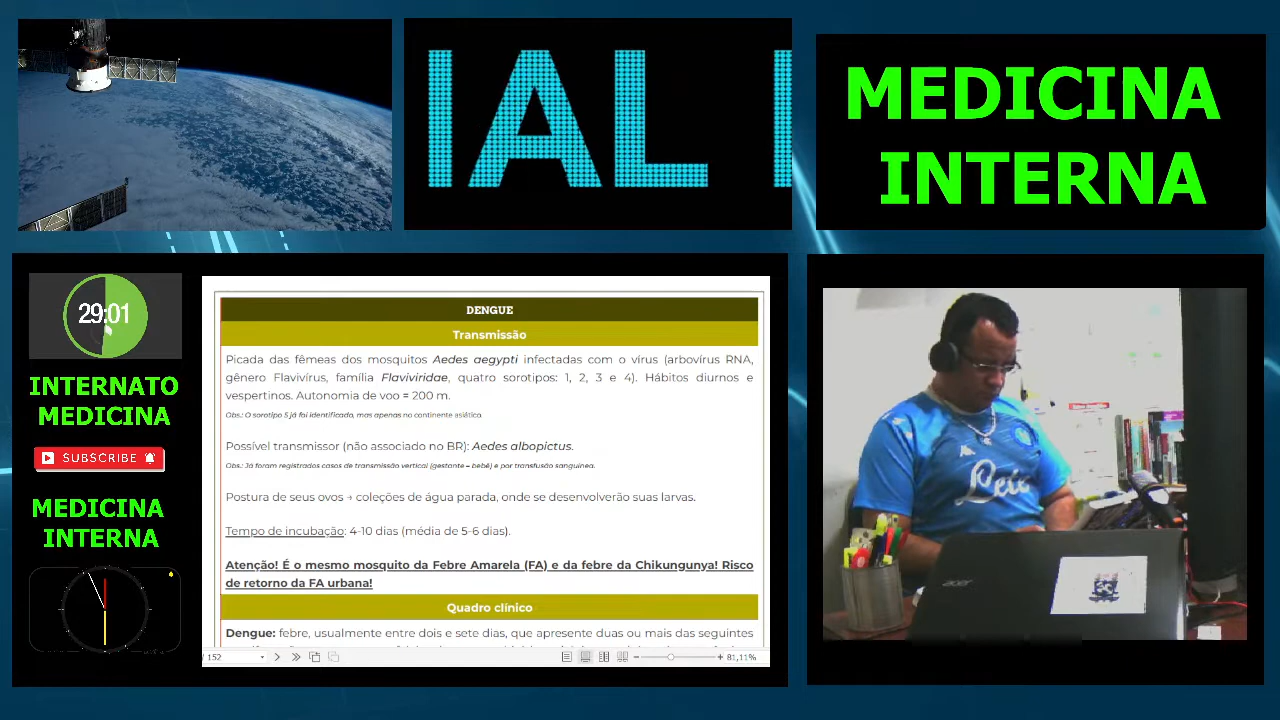 IAL
MEDICINA
INTERNA
29:01
INTERNATO
MEDICINA
SUBSCRIBE
MEDICINA
INTERNA
DENGUE
Transmissão
Picada das fêmeas dos mosquitos Aedes aegypti infectadas com o vírus (arbovírus RNA,
gênero Flavivírus, família Flaviviridae, quatro sorotipos: 1, 2, 3 e 4). Hábitos diurnos e
vespertinos. Autonomia de voo = 200 m.
Obs.: O sorotipo 5 já foi identificado, mas apenas no continente asiático.
Possível transmissor (não associado no BR): Aedes albopictus.
Obs.: Já foram registrados casos de transmissão vertical (gestante – bebê) e por transfusão sanguínea.
Postura de seus ovos → coleções de água parada, onde se desenvolverão suas larvas.
Tempo de incubação: 4-10 dias (média de 5-6 dias).
Atenção! É o mesmo mosquito da Febre Amarela (FA) e da febre da Chikungunya! Risco
de retorno da FA urbana!
Quadro clínico
Dengue: febre, usualmente entre dois e sete dias, que apresente duas ou mais das seguintes
/ 152
81,11%
Lete
acer